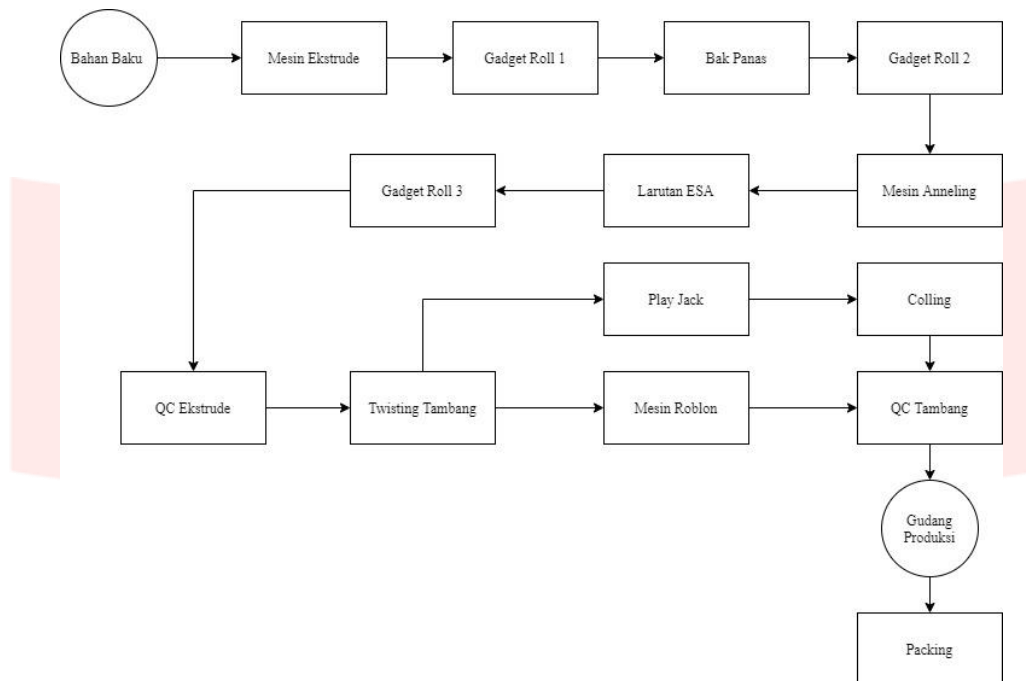 Bahan Baku
Mesin Ekstrude
Gadget Roll 1
Bak Panas
Gadget Roll 2
Mesin Anneling
Larutan ESA
Gadget Roll 3
QC Ekstrude
Twisting Tambang
Play Jack
Colling
Mesin Roblon
QC Tambang
Gudang
Produksi
Packing